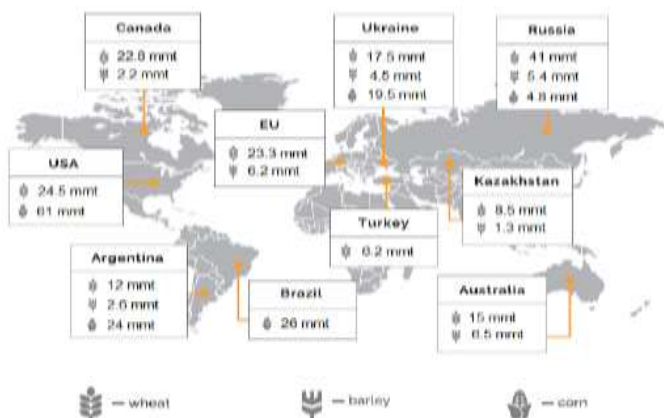 Canada
22.8 mmt
2.2 mmt
Ukraine
17.5 mmt
4.5 mmt
19.5 mmt
Russia
41 mmt
5.4 mmt
4.8 mmt
EU
23.3 mmt
6.2 mmt
USA
24.5 mmt
61 mmt
Kazakhstan
8.5 mmt
1.3 mmt
Turkey
6.2 mmt
Argentina
12 mmt
2.6 mmt
24 mmt
Brazil
26 mmt
Australia
15 mmt
6.5 mmt
— wheat
— barley
— corn